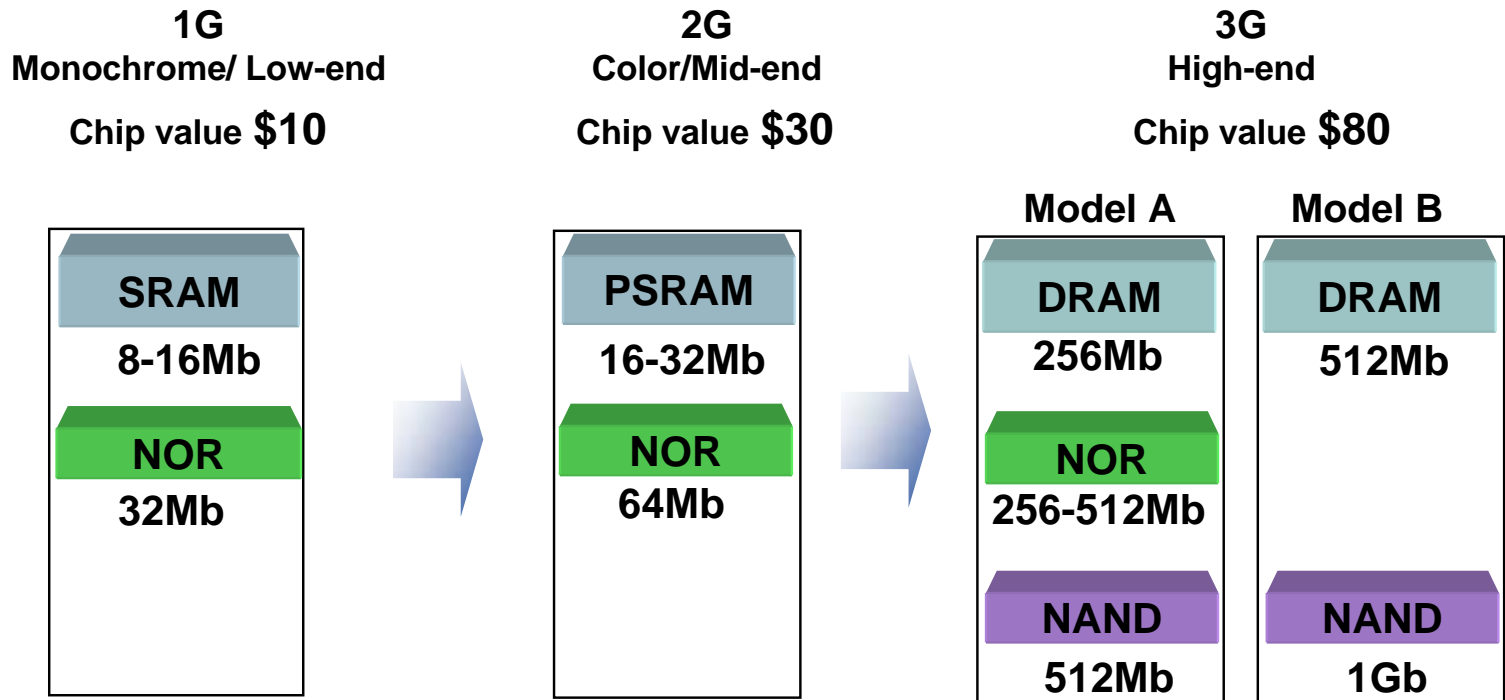 1G
Monochrome/ Low-end
Chip value $10
SRAM
8-16Mb
NOR
32Mb
2G
Color/Mid-end
Chip value $30
PSRAM
16-32Mb
NOR
64Mb
3G
High-end
Chip value $80
Model A
DRAM
256Mb
NOR
256-512Mb
NAND
512Mb
Model B
DRAM
512Mb
NAND
1Gb